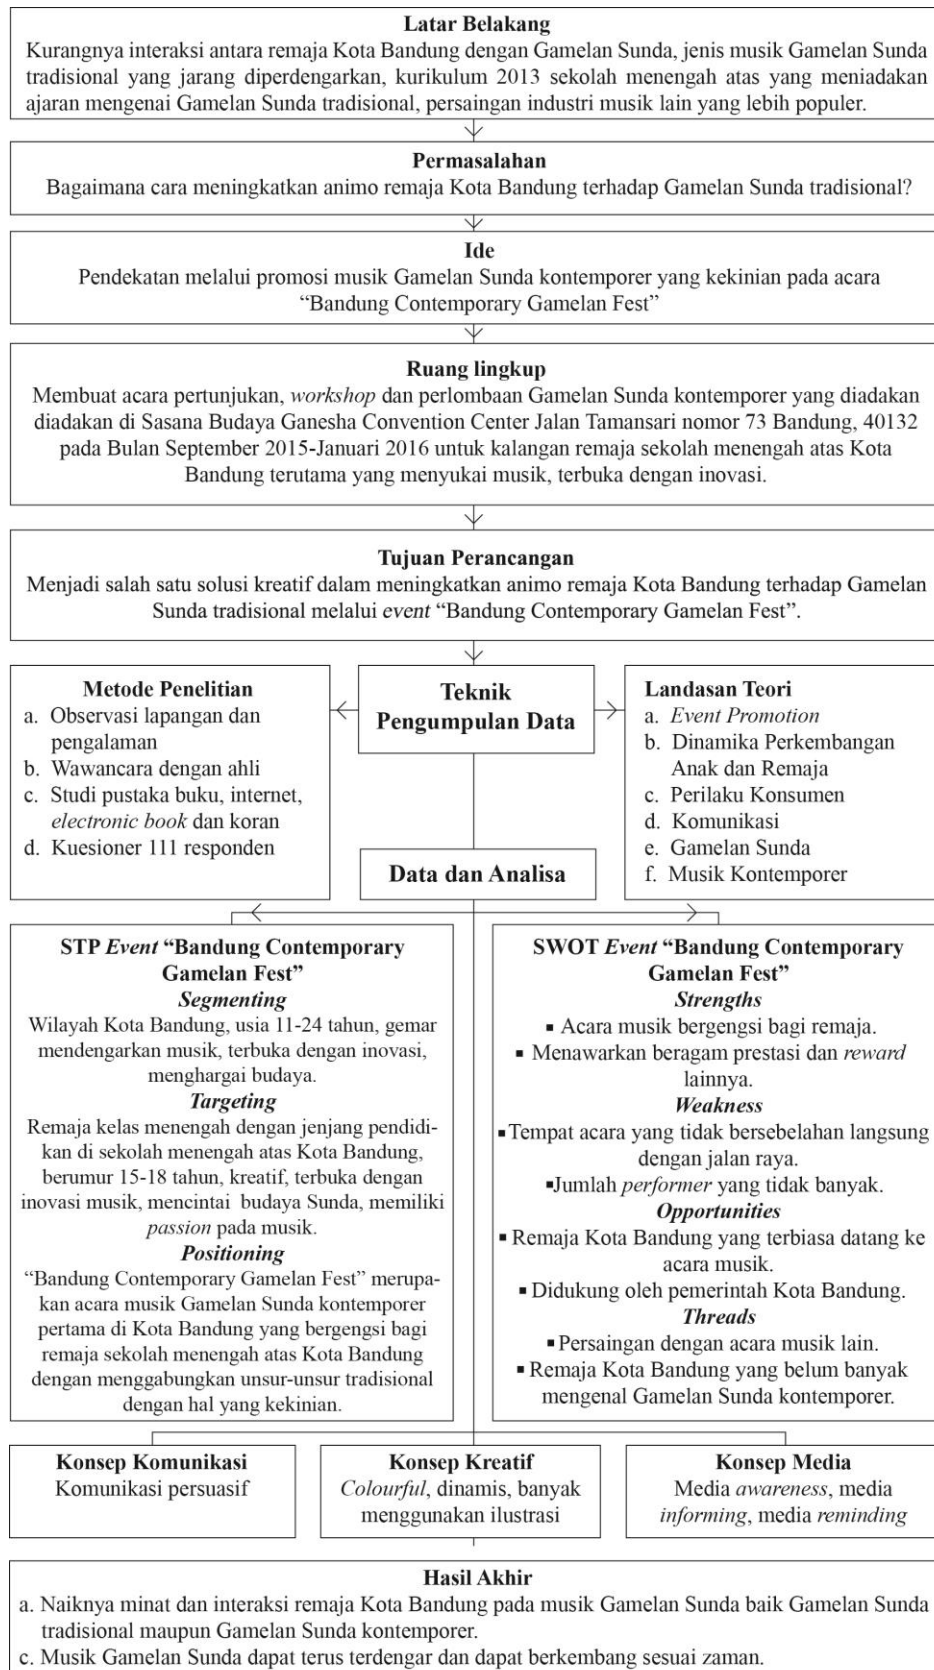 Latar Belakang
Kurangnya interaksi antara remaja Kota Bandung dengan Gamelan Sunda, jenis musik Gamelan Sunda
tradisional yang jarang diperdengarkan, kurikulum 2013 sekolah menengah atas yang meniadakan
ajaran mengenai Gamelan Sunda tradisional, persaingan industri musik lain yang lebih populer.
Permasalahan
Bagaimana cara meningkatkan animo remaja Kota Bandung terhadap Gamelan Sunda tradisional?
Ide
Pendekatan melalui promosi musik Gamelan Sunda kontemporer yang kekinian pada acara
“Bandung Contemporary Gamelan Fest”
Ruang lingkup
Membuat acara pertunjukan, workshop dan perlombaan Gamelan Sunda kontemporer yang diadakan
diadakan di Sasana Budaya Ganesha Convention Center Jalan Tamansari nomor 73 Bandung, 40132
pada Bulan September 2015-Januari 2016 untuk kalangan remaja sekolah menengah atas Kota
Bandung terutama yang menyukai musik, terbuka dengan inovasi.
Tujuan Perancangan
Menjadi salah satu solusi kreatif dalam meningkatkan animo remaja Kota Bandung terhadap Gamelan
Sunda tradisional melalui event “Bandung Contemporary Gamelan Fest”.
Metode Penelitian
a. Observasi lapangan dan
pengalaman
b. Wawancara dengan ahli
c. Studi pustaka buku, internet,
electronic book dan koran
d. Kuesioner 111 responden
Teknik
Pengumpulan Data
Landasan Teori
a. Event Promotion
b. Dinamika Perkembangan
Anak dan Remaja
c. Perilaku Konsumen
d. Komunikasi
e. Gamelan Sunda
f. Musik Kontemporer
Data dan Analisa
STP Event “Bandung Contemporary
Gamelan Fest”
Segmenting
Wilayah Kota Bandung, usia 11-24 tahun, gemar
mendengarkan musik, terbuka dengan inovasi,
menghargai budaya.
Targeting
Remaja kelas menengah dengan jenjang pendidi-
kan di sekolah menengah atas Kota Bandung,
berumur 15-18 tahun, kreatif, terbuka dengan
inovasi musik, mencintai budaya Sunda, memiliki
passion pada musik.
Positioning
“Bandung Contemporary Gamelan Fest” merupa-
kan acara musik Gamelan Sunda kontemporer
pertama di Kota Bandung yang bergengsi bagi
remaja sekolah menengah atas Kota Bandung
dengan menggabungkan unsur-unsur tradisional
dengan hal yang kekinian.
SWOT Event “Bandung Contemporary
Gamelan Fest”
Strengths
▪ Acara musik bergengsi bagi remaja.
▪ Menawarkan beragam prestasi dan reward
lainnya.
Weakness
▪ Tempat acara yang tidak bersebelahan langsung
dengan jalan raya.
▪ Jumlah performer yang tidak banyak.
Opportunities
▪ Remaja Kota Bandung yang terbiasa datang ke
acara musik.
▪ Didukung oleh pemerintah Kota Bandung.
Threads
▪ Persaingan dengan acara musik lain.
▪ Remaja Kota Bandung yang belum banyak
mengenal Gamelan Sunda kontemporer.
Konsep Komunikasi
Komunikasi persuasif
Konsep Kreatif
Colourful, dinamis, banyak
menggunakan ilustrasi
Konsep Media
Media awareness, media
informing, media reminding
Hasil Akhir
a. Naiknya minat dan interaksi remaja Kota Bandung pada musik Gamelan Sunda baik Gamelan Sunda
tradisional maupun Gamelan Sunda kontemporer.
c. Musik Gamelan Sunda dapat terus terdengar dan dapat berkembang sesuai zaman.